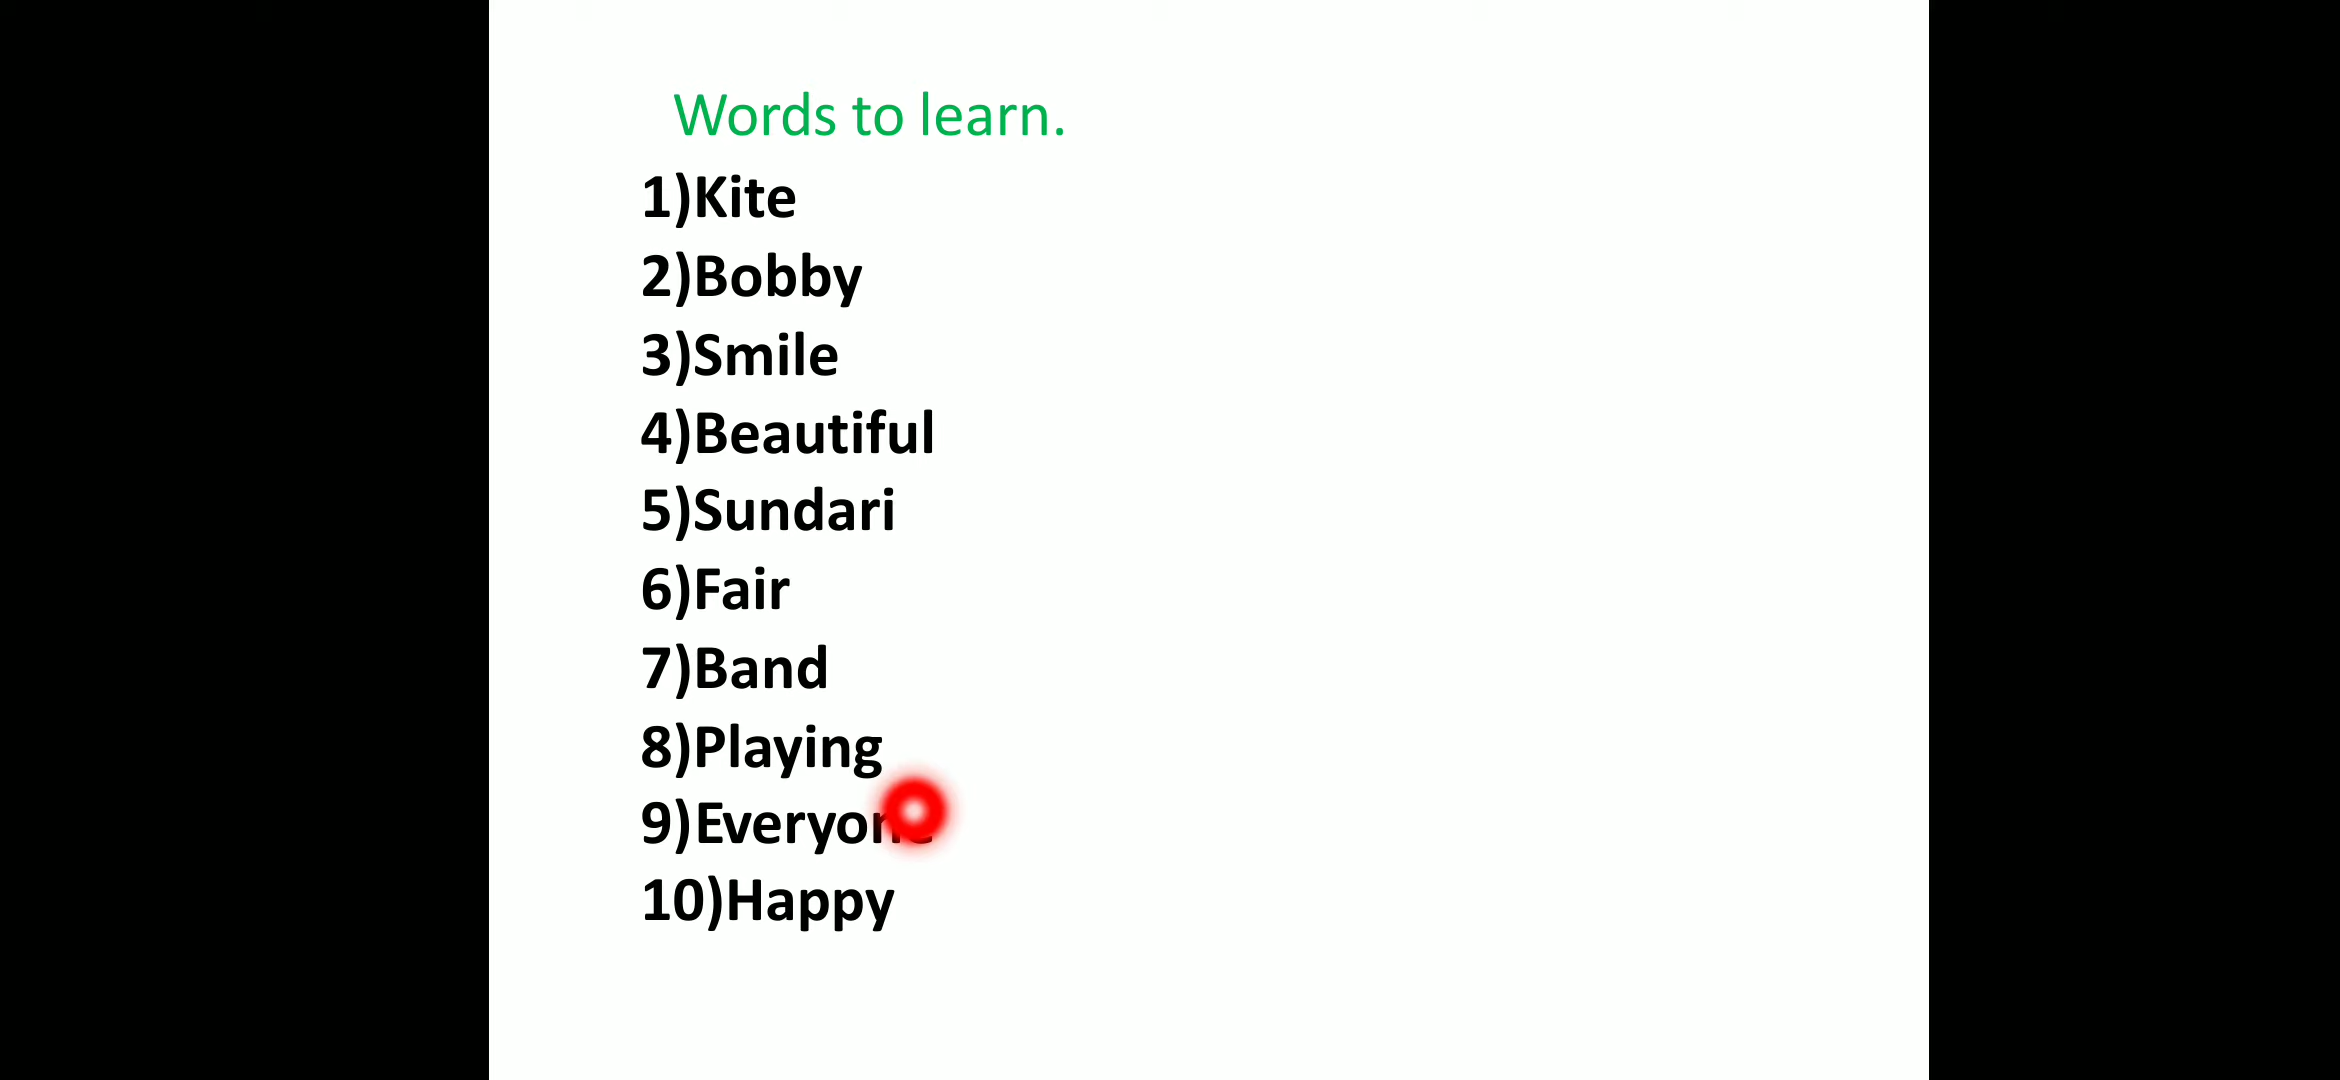 Words to learn.
1)Kite
2)Bobby
3)Smile
4)Beautiful
5)Sundari
6)Fair
7)Band
8)Playing
9)Everyone
10)Happy